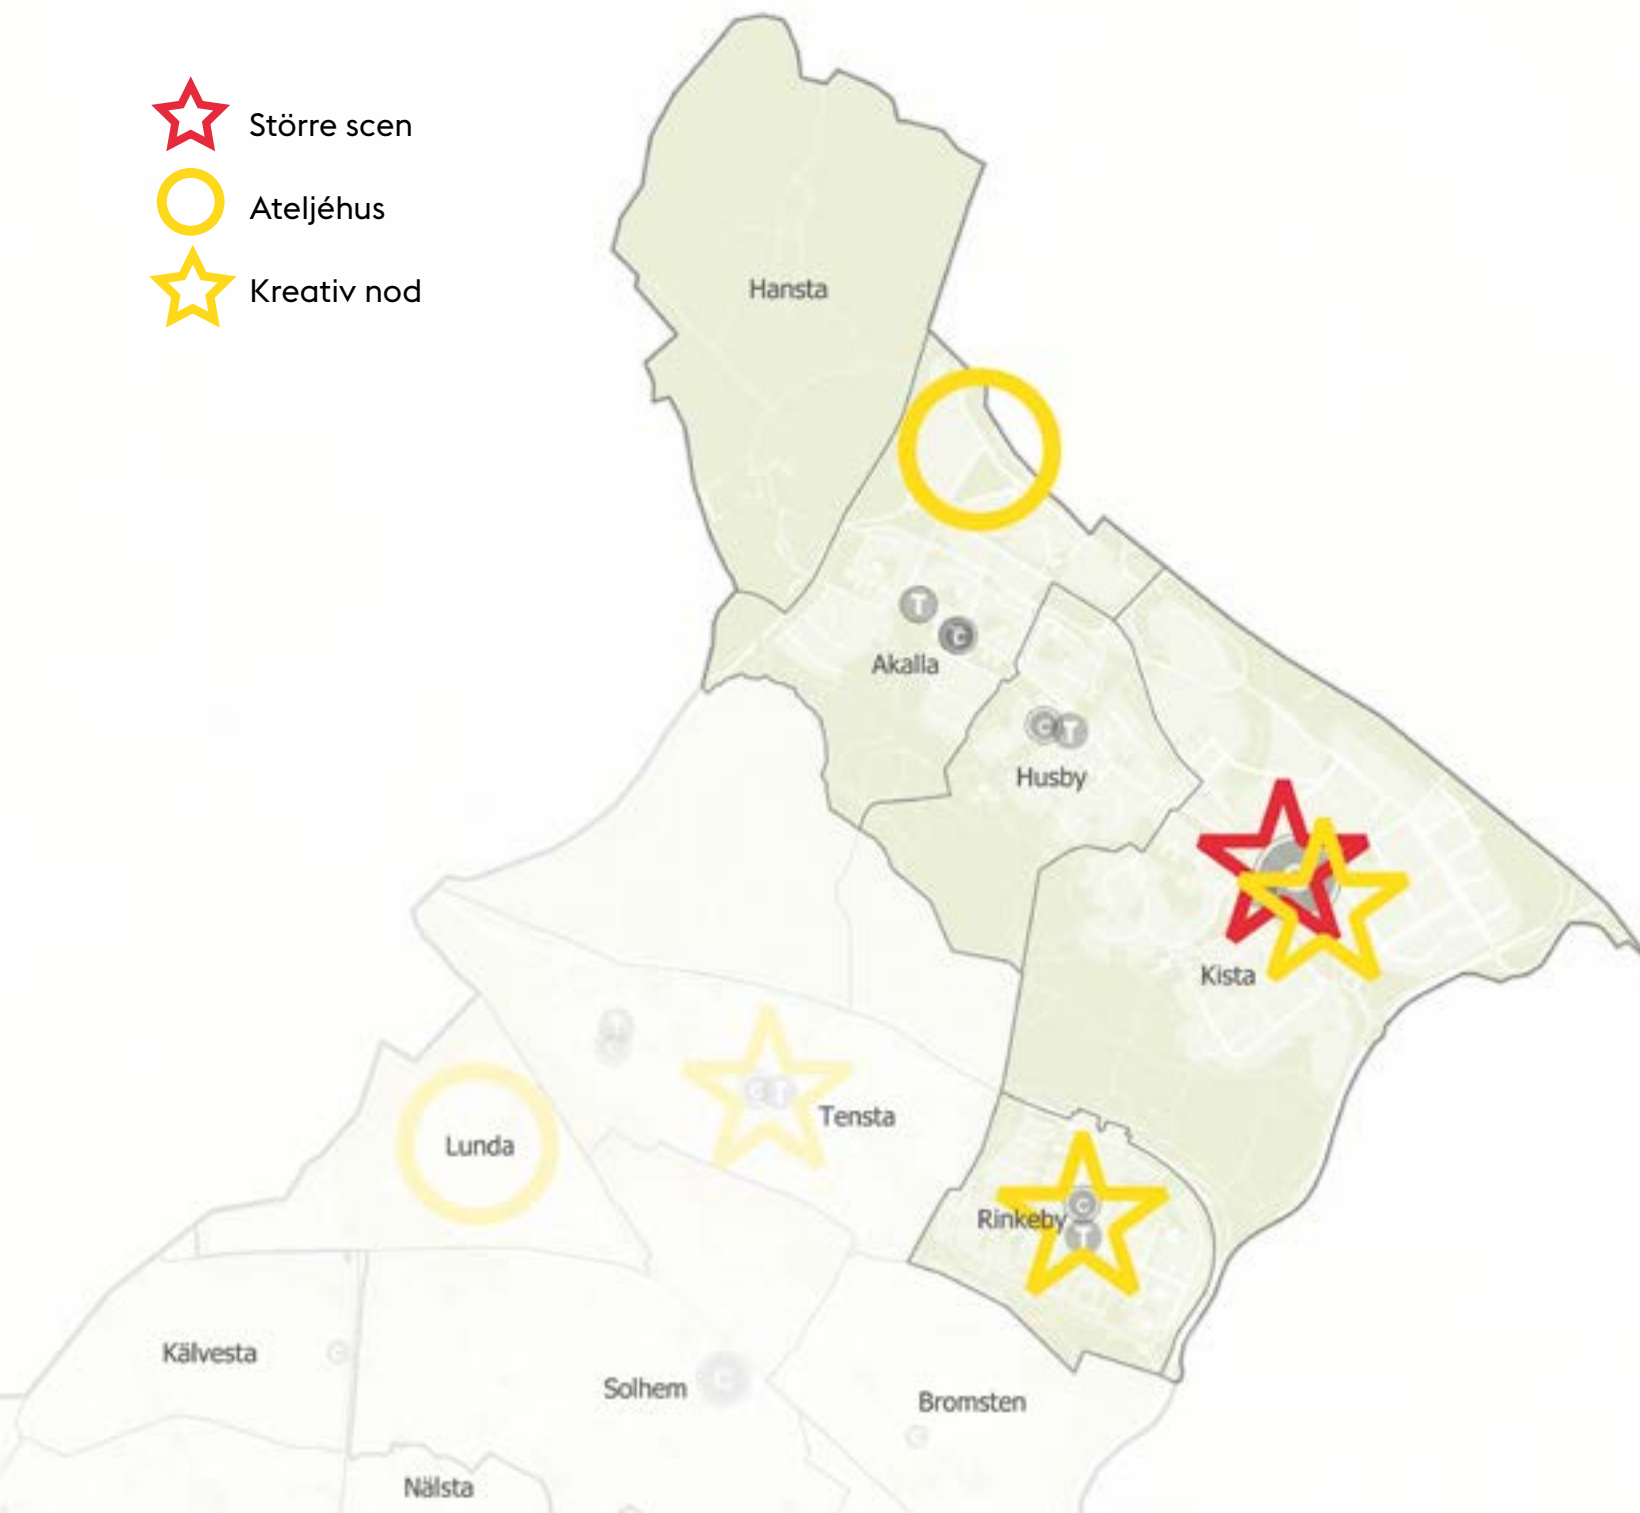 Större scen
Ateljéhus
Kreativ nod
Hansta
T
C
Akalla
C T
Husby
Kista
C T
Tensta
Lunda
C
Rinkeby
T
Kälvesta
C
Solhem
C
Bromsten
C
Nälsta